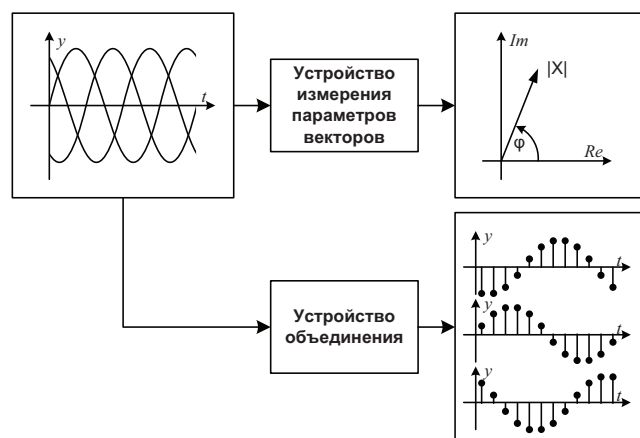 y
t
Устройство
измерения
параметров
векторов
Im
|X|
φ
Re
Устройство
объединения
y
t
y
t
y
t